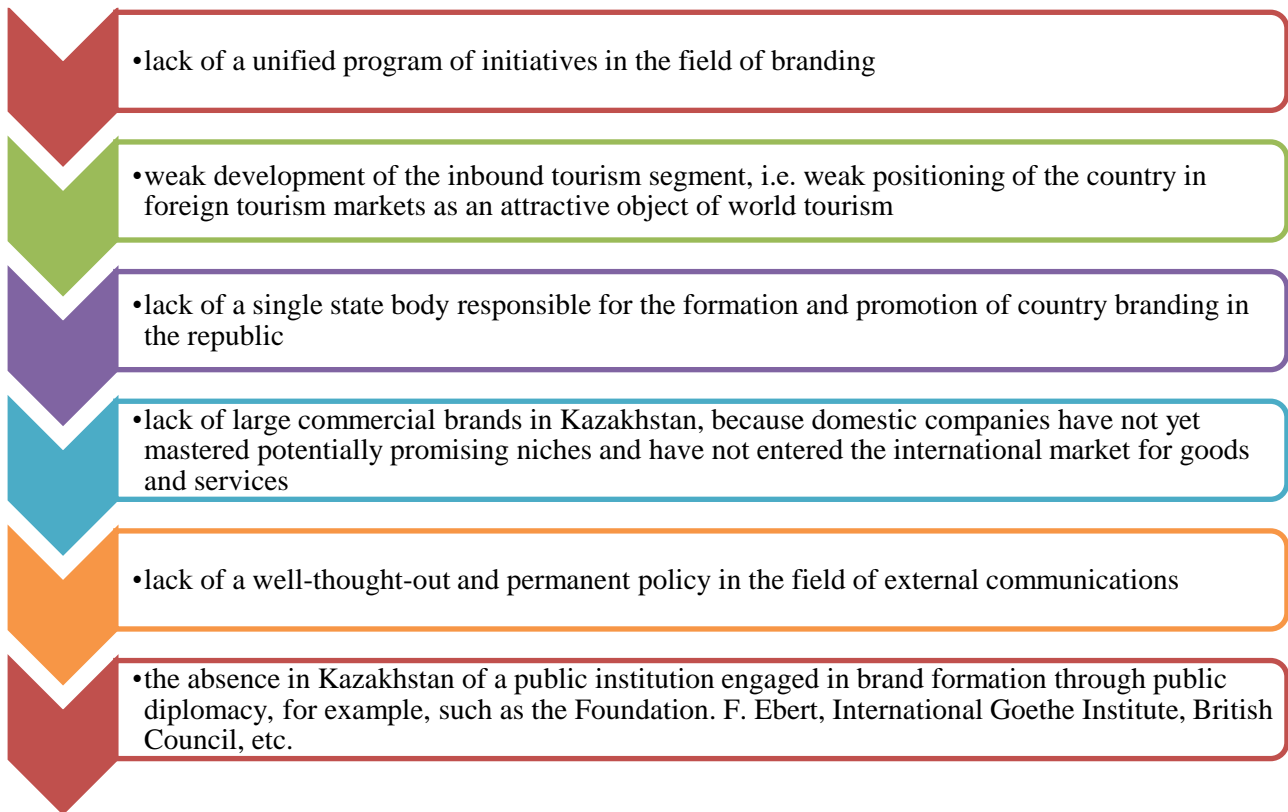 •lack of a unified program of initiatives in the field of branding
•weak development of the inbound tourism segment, i.e. weak positioning of the country in
foreign tourism markets as an attractive object of world tourism
•lack of a single state body responsible for the formation and promotion of country branding in
the republic
•lack of large commercial brands in Kazakhstan, because domestic companies have not yet
mastered potentially promising niches and have not entered the international market for goods
and services
•lack of a well-thought-out and permanent policy in the field of external communications
•the absence in Kazakhstan of a public institution engaged in brand formation through public
diplomacy, for example, such as the Foundation. F. Ebert, International Goethe Institute, British
Council, etc.